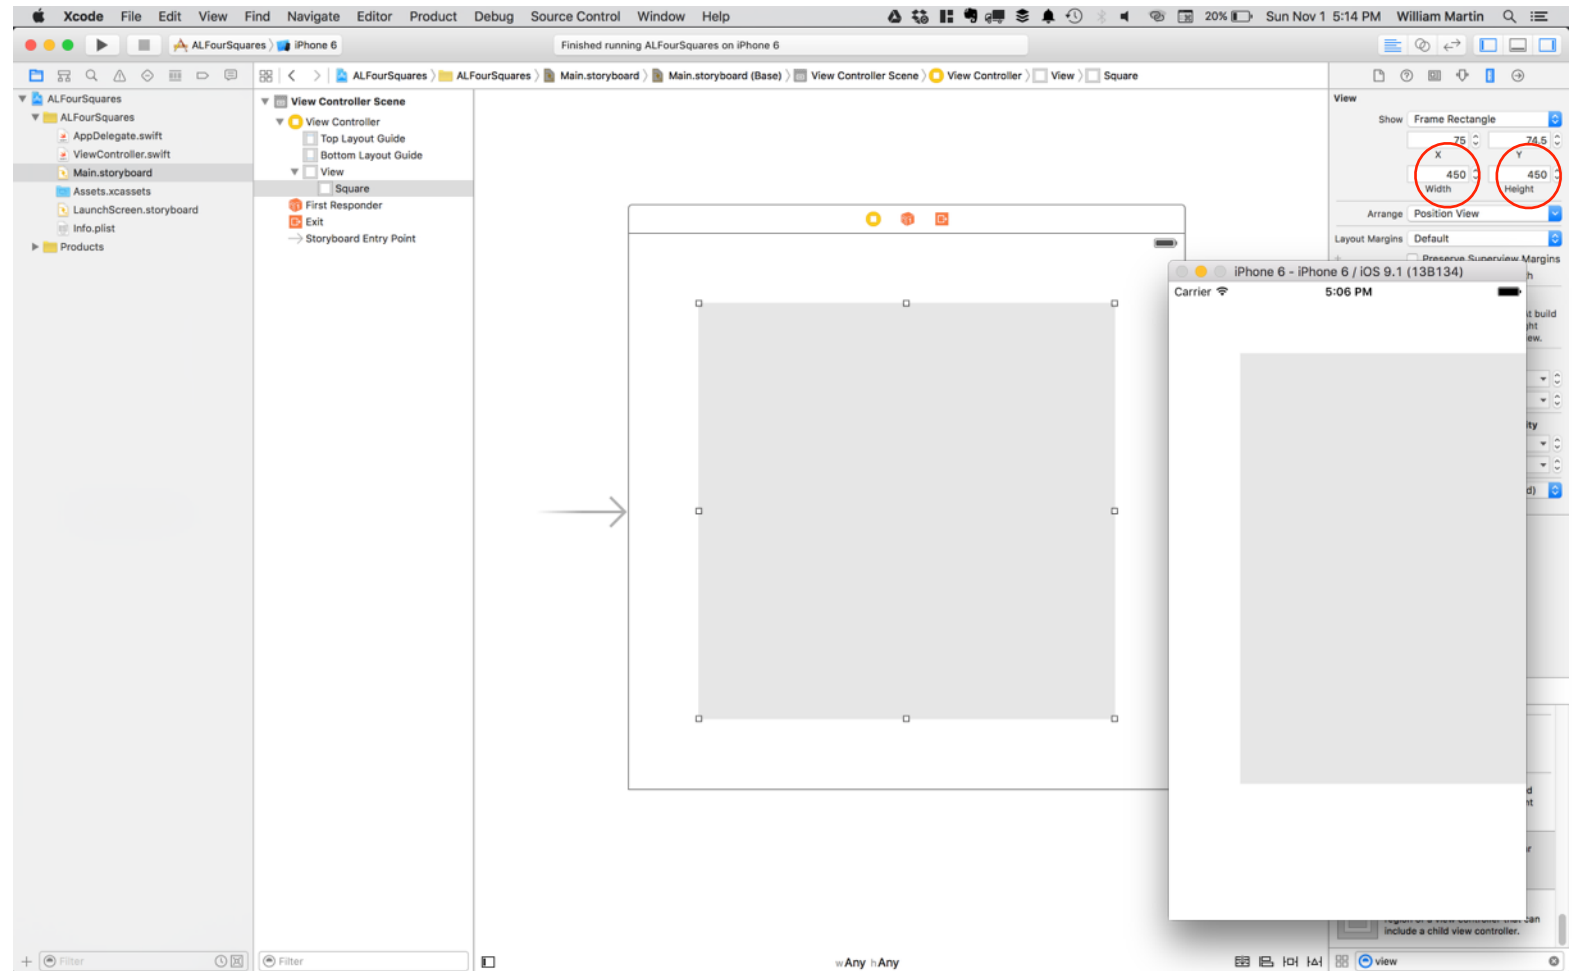 Xcode File Edit View Find Navigate Editor Product Debug Source Control Window Help 20% Sun Nov 1 5:14 PM William Martin
ALFourSquares iPhone 6 Finished running ALFourSquares on iPhone 6
ALFourSquares ALFourSquares Main.storyboard Main.storyboard (Base) View Controller Scene View Controller View Square
ALFourSquares
ALFourSquares
AppDelegate.swift
ViewController.swift
Main.storyboard
Assets.xcassets
LaunchScreen.storyboard
Info.plist
Products
Filter
View Controller Scene
View Controller
Top Layout Guide
Bottom Layout Guide
View
Square
First Responder
Exit
Storyboard Entry Point
Filter
wAny hAny
View
Show Frame Rectangle
75 74.5
X Y
450 450
Width Height
Arrange Position View
Layout Margins Default
Preserve Superview Margins
iPhone 6 - iPhone 6 / iOS 9.1 (13B134)
Carrier 5:06 PM
build
ew.
ity
d)
include a child view controller.
view